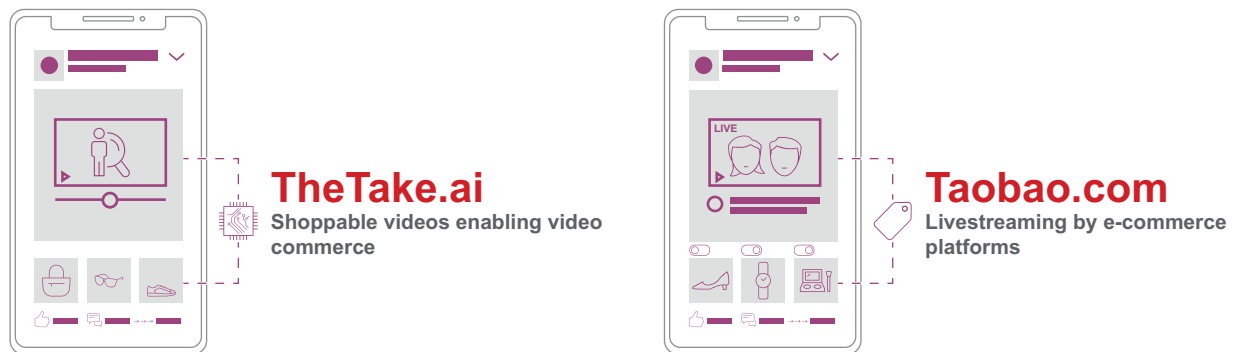 TheTake.ai
Shoppable videos enabling video
commerce
LIVE
Taobao.com
Livestreaming by e-commerce
platforms